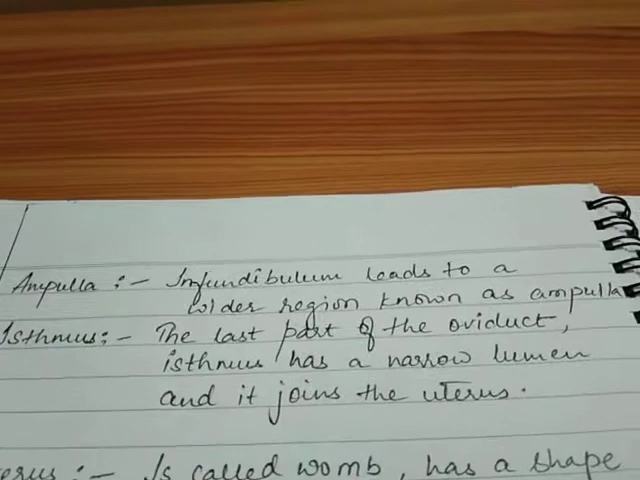 Ampulla :- Infundibulum leads to a
wider region known as ampulla
Isthmus:- The last part of the oviduct,
isthmus has a narrow lumen
and it joins the uterus.
erus :- Is called womb, has a shape